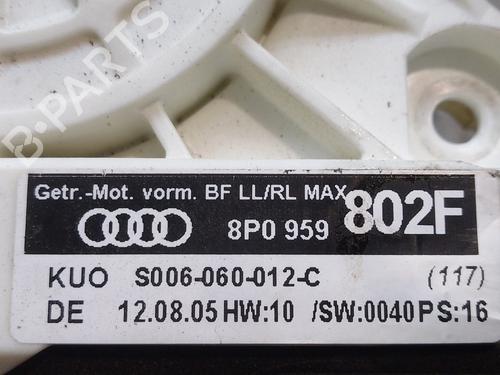 Getr.-Mot. vorm. BF LL/RL MAX
8P0 959 802F
KUO S006-060-012-C (117)
DE 12.08.05 HW:10 /SW:0040 PS:16